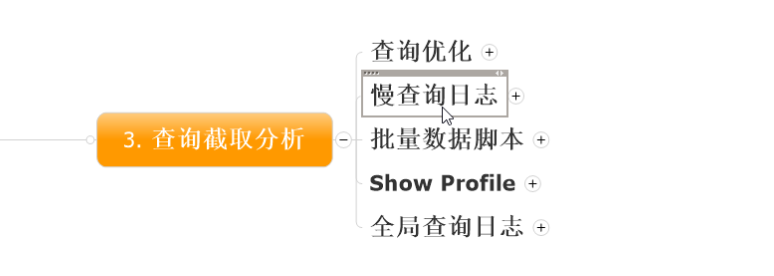 3. 查询截取分析
查询优化
慢查询日志
批量数据脚本
Show Profile
全局查询日志